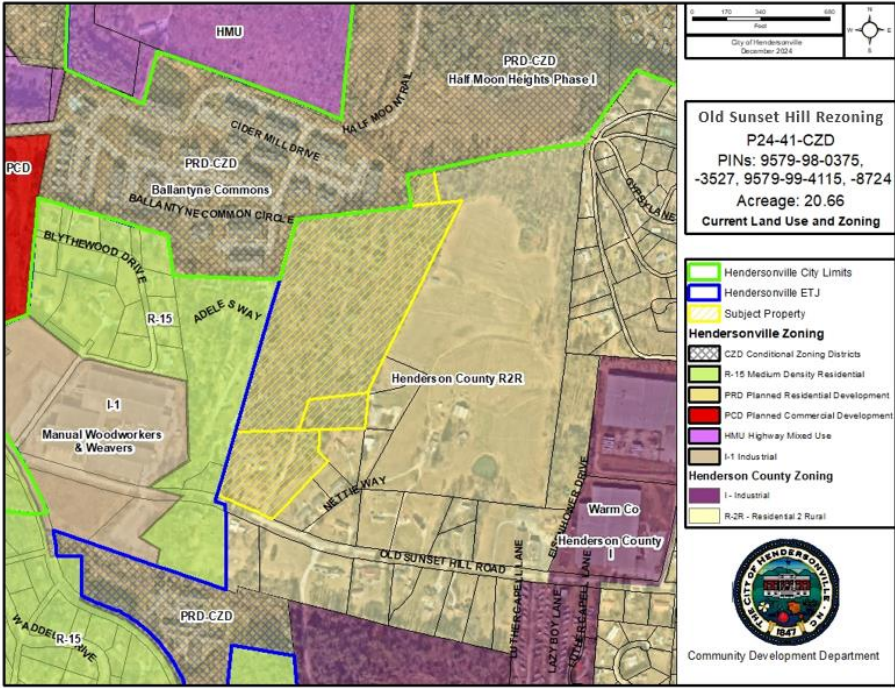 HMU
PRD-CZD
Half Moon Heights Phase I
HALF MOON TRAIL
CIDER MILL DRIVE
PRD-CZD
Ballantyne Commons
BALLANTYNE COMMON CIRCLE
PCD
BLYTHEWOOD DRIVE
ADELE S WAY
R-15
GYPSY LANE
Henderson County R2R
I-1
Manual Woodworkers
& Weavers
NETTIE WAY
EISENHOWER DRIVE
Warm Co
Henderson County
I
OLD SUNSET HILL ROAD
LUTHER CAPELL LANE
LAZY BOY LANE
LUTHER CAPELL LANE
PRD-CZD
R-15
WADDELL DRIVE
0 170 340 680
Feet
City of Hendersonville
December 2024
N
W E
S
Old Sunset Hill Rezoning
P24-41-CZD
PINs: 9579-98-0375,
-3527, 9579-99-4115, -8724
Acreage: 20.66
Current Land Use and Zoning
Hendersonville City Limits
Hendersonville ETJ
Subject Property
Hendersonville Zoning
CZD Conditional Zoning Districts
R-15 Medium Density Residential
PRD Planned Residential Development
PCD Planned Commercial Development
HMU Highway Mixed Use
I-1 Industrial
Henderson County Zoning
I - Industrial
R-2R - Residential 2 Rural
THE CITY OF HENDERSONVILLE, N.C.
1847
Community Development Department